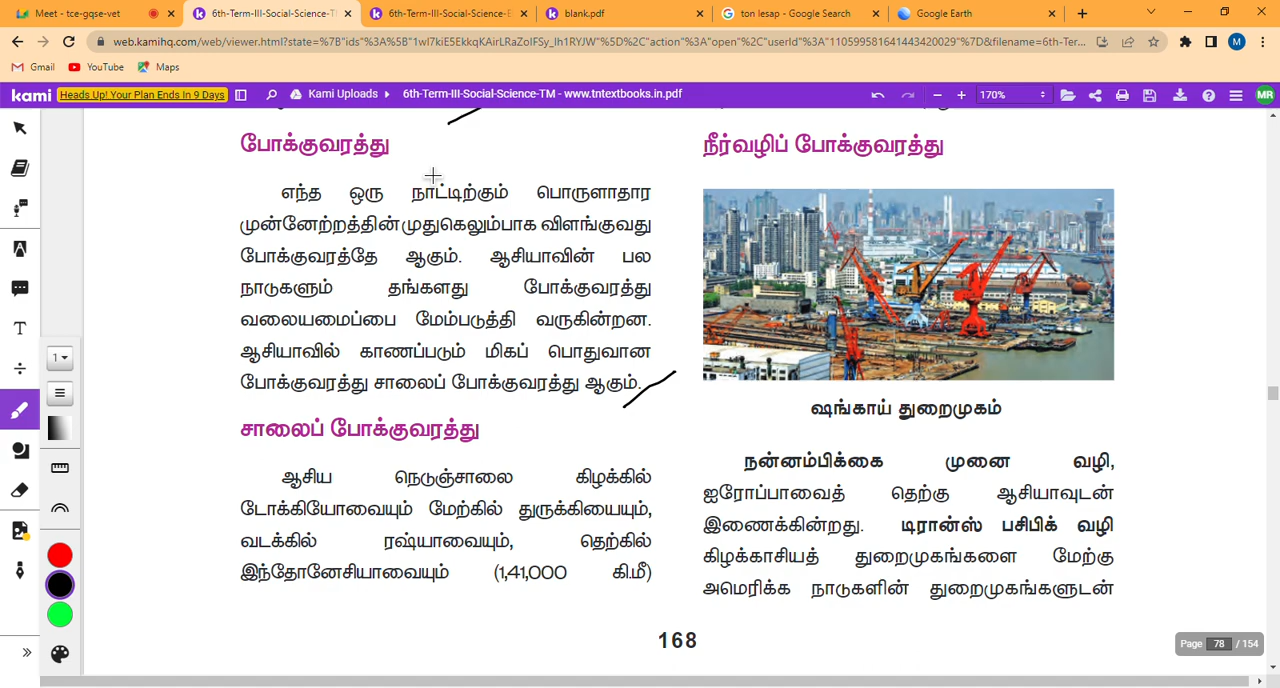 Meet - tce-gqse-vet
6th-Term-III-Social-Science-T
6th-Term-III-Social-Science-E
blank.pdf
ton lesap - Google Search
Google Earth
web.kamihq.com/web/viewer.html?state=%7B"ids"%3A%5B"1wI7kiE5EkkqKAirLRaZoIFSy_Ih1RYJW"%5D%2C"action"%3A"open"%2C"userId"%3A"110599581641443420029"%7D&filename=6th-Ter...
M
Gmail
YouTube
Maps
kami
Heads Up! Your Plan Ends In 9 Days
Kami Uploads
6th-Term-III-Social-Science-TM - www.tntextbooks.in.pdf
170%
MR
போக்குவரத்து
எந்த ஒரு நாட்டிற்கும் பொருளாதார
முன்னேற்றத்தின் முதுகெலும்பாக விளங்குவது
போக்குவரத்தே ஆகும். ஆசியாவின் பல
நாடுகளும் தங்களது போக்குவரத்து
வலையமைப்பை மேம்படுத்தி வருகின்றன.
ஆசியாவில் காணப்படும் மிகப் பொதுவான
போக்குவரத்து சாலைப் போக்குவரத்து ஆகும்.
சாலைப் போக்குவரத்து
ஆசிய நெடுஞ்சாலை கிழக்கில்
டோக்கியோவையும் மேற்கில் துருக்கியையும்,
வடக்கில் ரஷ்யாவையும், தெற்கில்
இந்தோனேசியாவையும் (1,41,000 கி.மீ)
நீர்வழிப் போக்குவரத்து
ஷங்காய் துறைமுகம்
நன்னம்பிக்கை முனை வழி,
ஐரோப்பாவைத் தெற்கு ஆசியாவுடன்
இணைக்கின்றது. டிரான்ஸ் பசிபிக் வழி
கிழக்காசியத் துறைமுகங்களை மேற்கு
அமெரிக்க நாடுகளின் துறைமுகங்களுடன்
168
Page 78 / 154
T
1